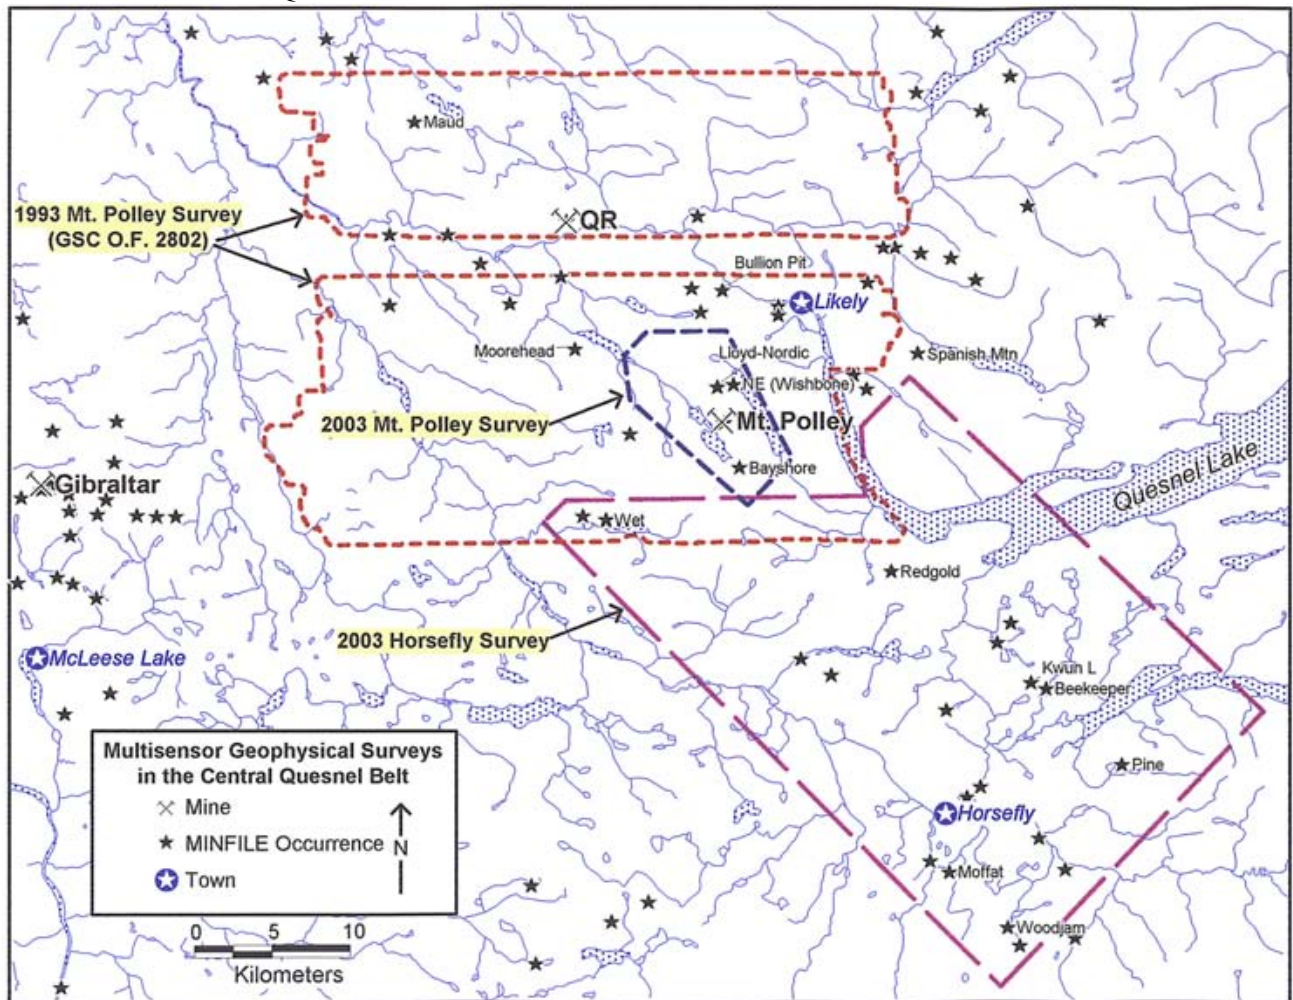 Maud
1993 Mt. Polley Survey
(GSC O.F. 2802)
QR
Bullion Pit
Likely
Moorehead
Lloyd-Nordic
Spanish Mtn
NE (Wishbone)
2003 Mt. Polley Survey
Mt. Polley
Bayshore
Gibraltar
Quesnel Lake
Wet
Redgold
2003 Horsefly Survey
McLeese Lake
Kwun L
Beekeeper
Multisensor Geophysical Surveys
in the Central Quesnel Belt
Mine
MINFILE Occurrence
N
Town
Pine
Horsefly
Moffat
Woodjam
0 5 10
Kilometers